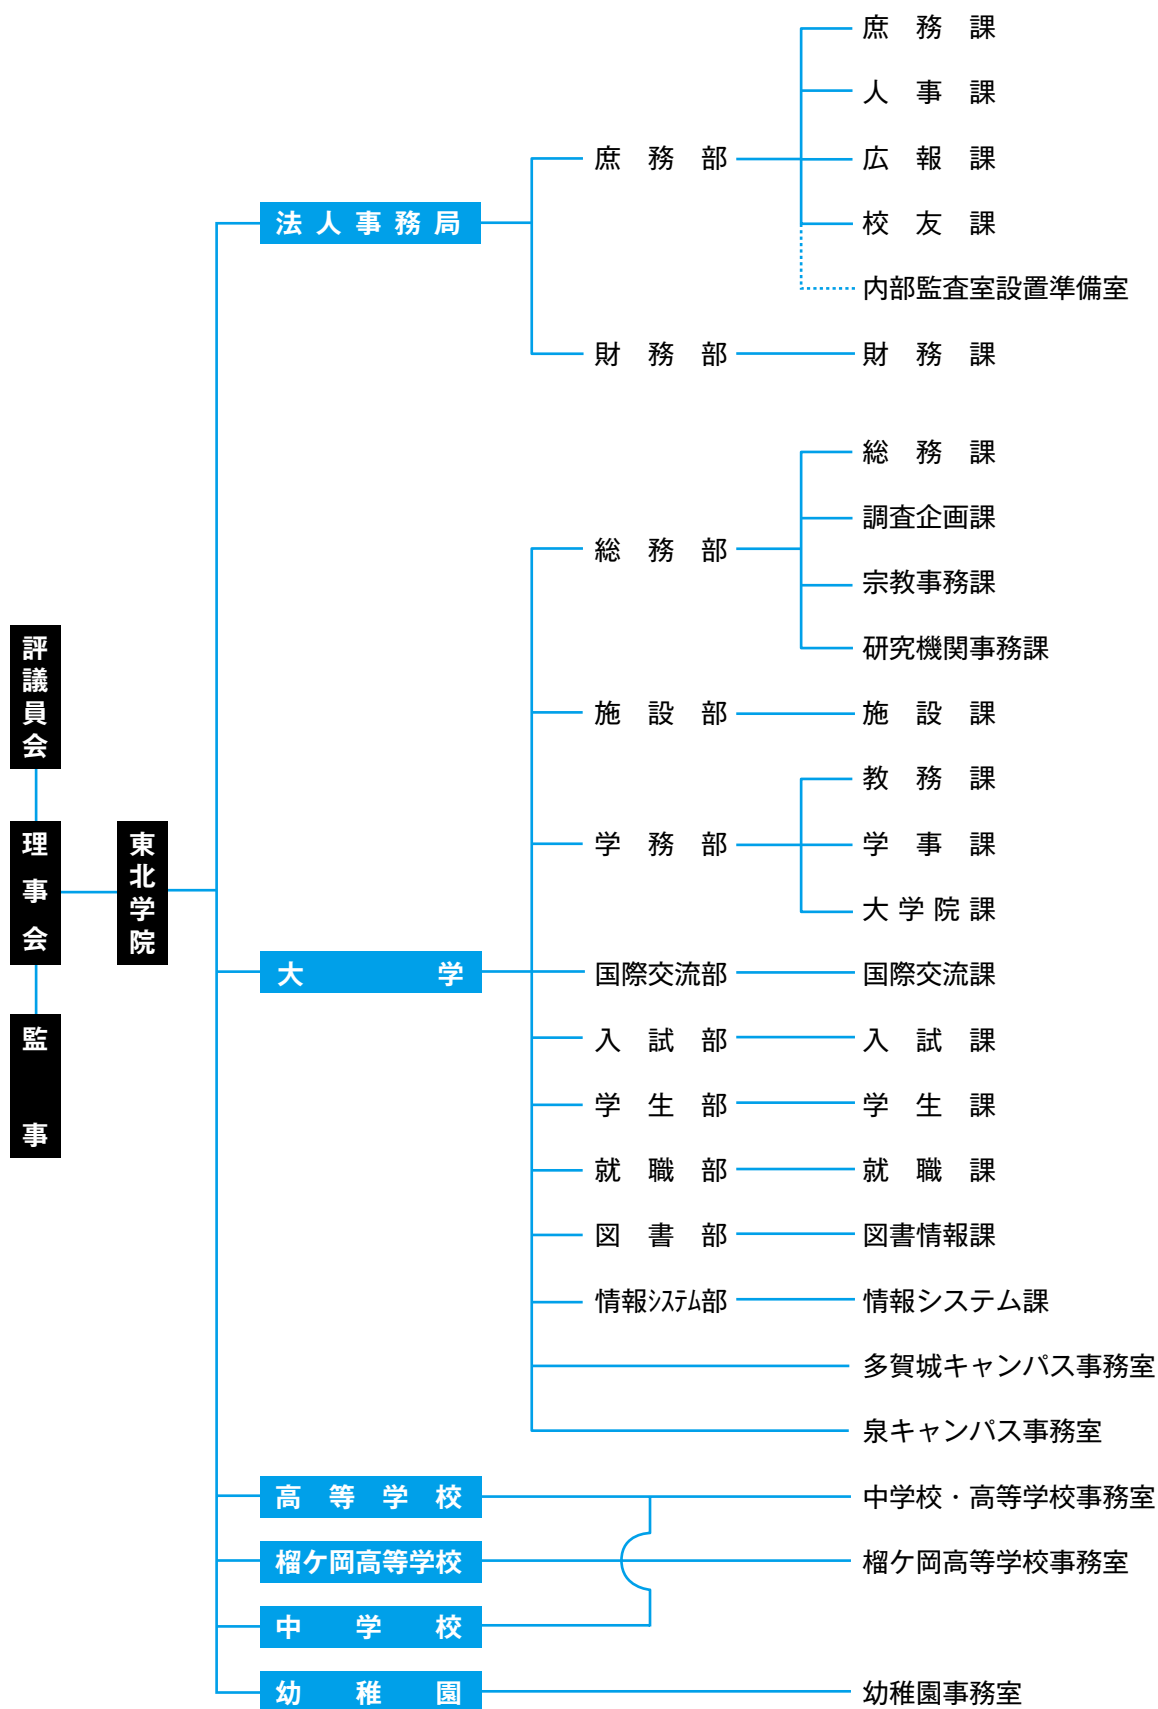 評議員会
理事会
監事
東北学院
法人事務局
庶務部
庶務課
人事課
広報課
校友課
内部監査室設置準備室
財務部
財務課
大学
総務部
総務課
調査企画課
宗教事務課
研究機関事務課
施設部
施設課
学務部
教務課
学事課
大学院課
国際交流部
国際交流課
入試部
入試課
学生部
学生課
就職部
就職課
図書部
図書情報課
情報ｼｽﾃﾑ部
情報システム課
多賀城キャンパス事務室
泉キャンパス事務室
高等学校
中学校・高等学校事務室
榴ケ岡高等学校
榴ケ岡高等学校事務室
中学校
幼稚園
幼稚園事務室